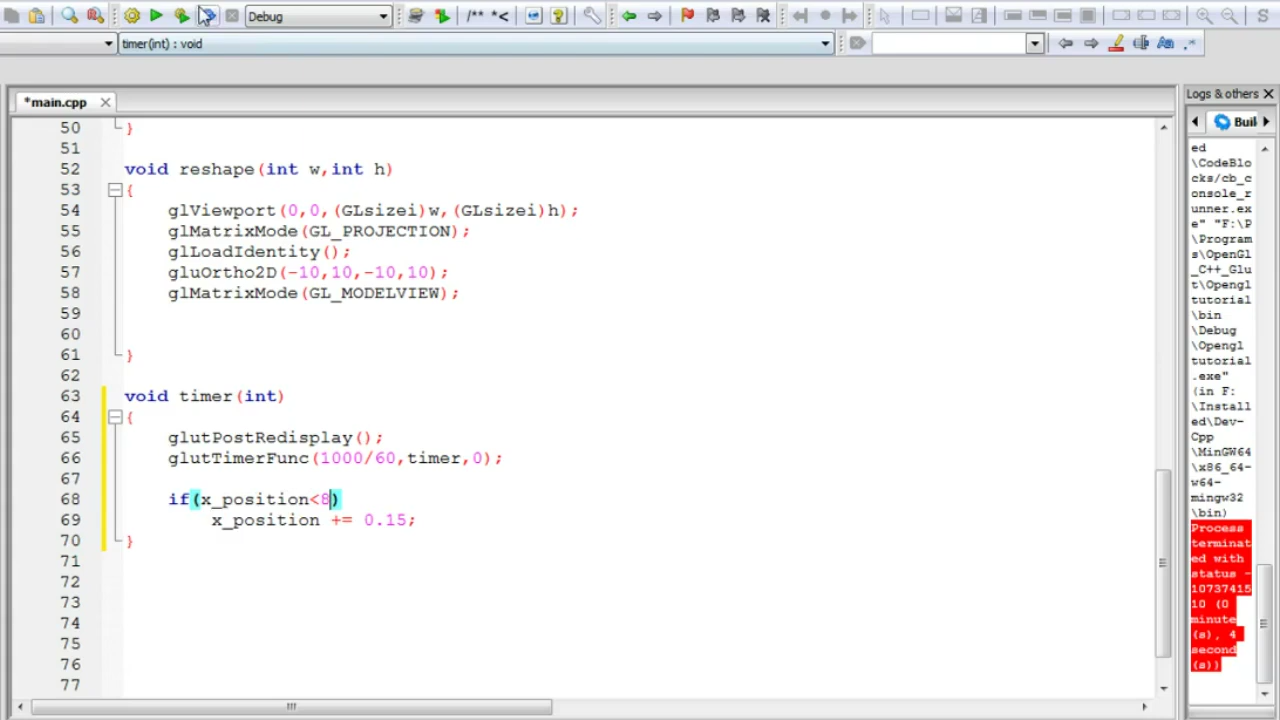 Debug
/** *<
S
timer(int) : void
.*
*main.cpp
Logs & others
50 }
51
52 void reshape(int w,int h)
53 {
54 glViewport(0,0,(GLsizei)w,(GLsizei)h);
55 glMatrixMode(GL_PROJECTION);
56 glLoadIdentity();
57 gluOrtho2D(-10,10,-10,10);
58 glMatrixMode(GL_MODELVIEW);
59
60
61 }
62
63 void timer(int)
64 {
65 glutPostRedisplay();
66 glutTimerFunc(1000/60,timer,0);
67
68 if(x_position<8)
69 x_position += 0.15;
70 }
71
72
73
74
75
76
77
Buil
ed
\CodeBlo
cks/cb_c
onsole_r
unner.ex
e" "F:\P
\Program
s\OpenGl
_C++_Glu
t\Opengl
tutorial
\bin
\Debug
\Opengl
tutorial
.exe"
(in F:
\Install
ed\Dev-
Cpp
\MinGW64
\x86_64-
w64-
mingw32
\bin)
Process
terminat
ed with
status -
10737415
10 (0
minute
(s), 4
second
(s))